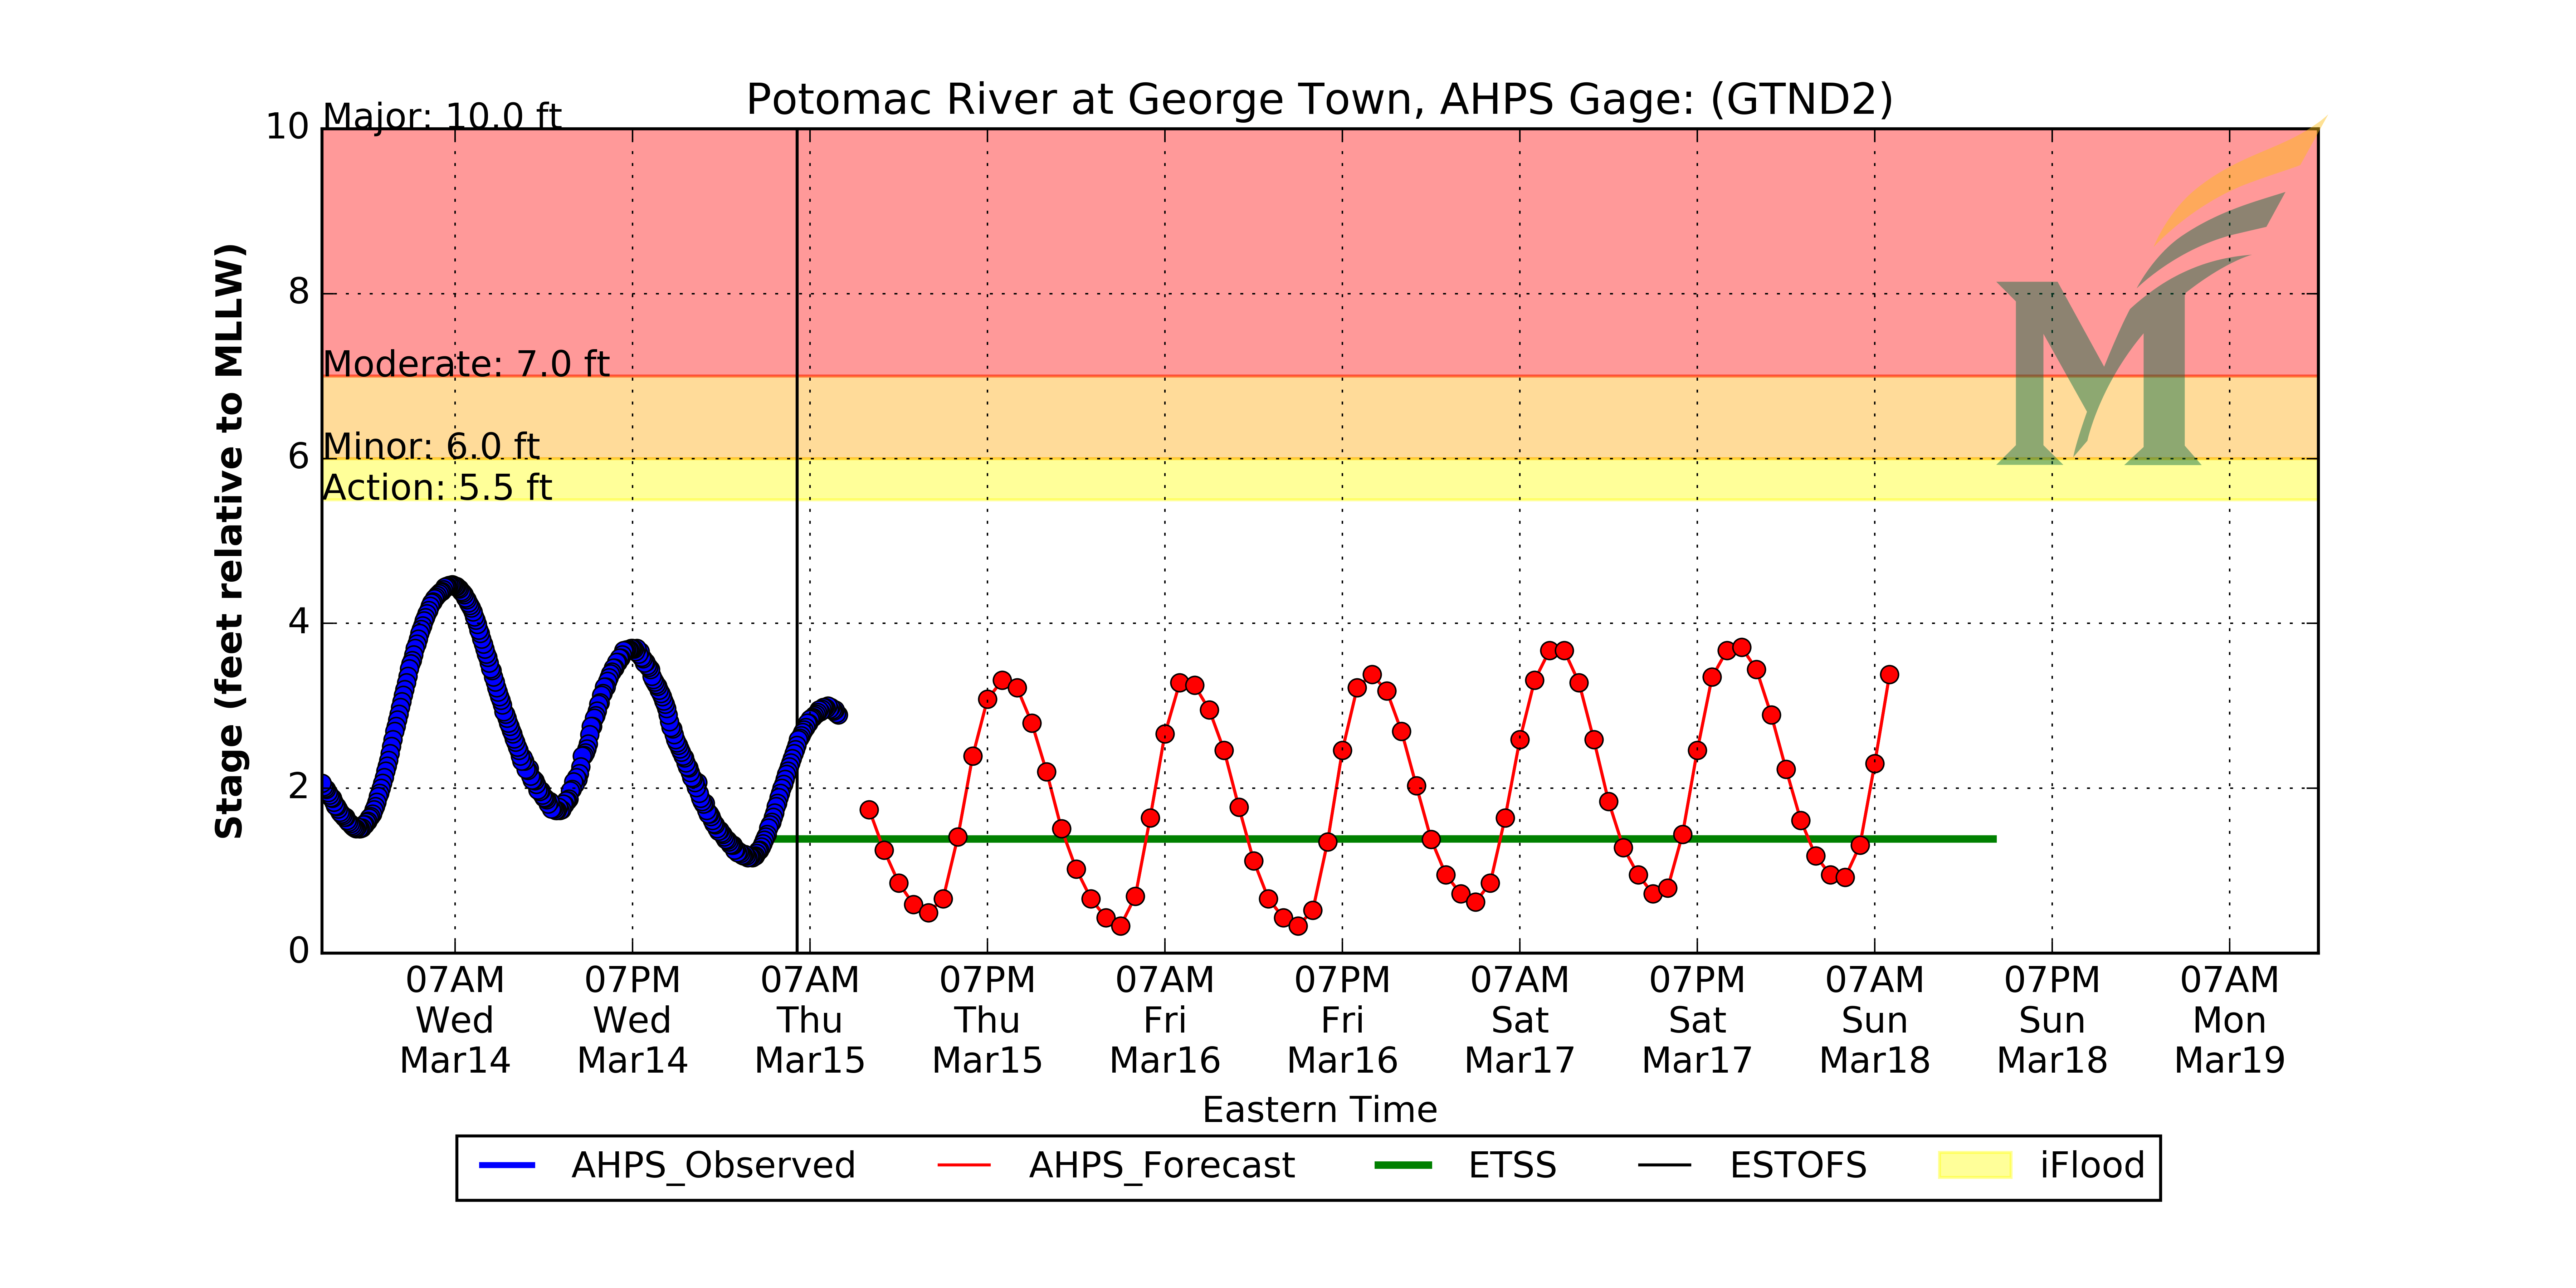 Potomac River at George Town, AHPS Gage: (GTND2)
Major: 10.0 ft
Moderate: 7.0 ft
Minor: 6.0 ft
Action: 5.5 ft
Stage (feet relative to MLLW)
10
8
6
4
2
0
07AM 07PM 07AM 07PM 07AM 07PM 07AM 07PM 07AM 07PM 07AM
Wed Wed Thu Thu Fri Fri Sat Sat Sun Sun Mon
Mar14 Mar14 Mar15 Mar15 Mar16 Mar16 Mar17 Mar17 Mar18 Mar18 Mar19
Eastern Time
AHPS_Observed AHPS_Forecast ETSS ESTOFS iFlood
M